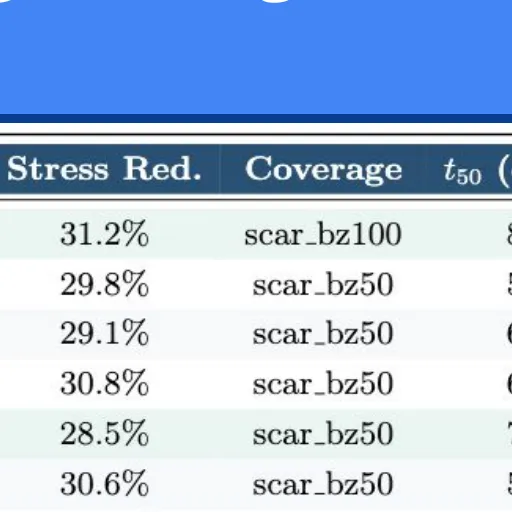 Stress Red. Coverage t₅₀ (
31.2% scar_bz100
29.8% scar_bz50
29.1% scar_bz50
30.8% scar_bz50
28.5% scar_bz50
30.6% scar_bz50